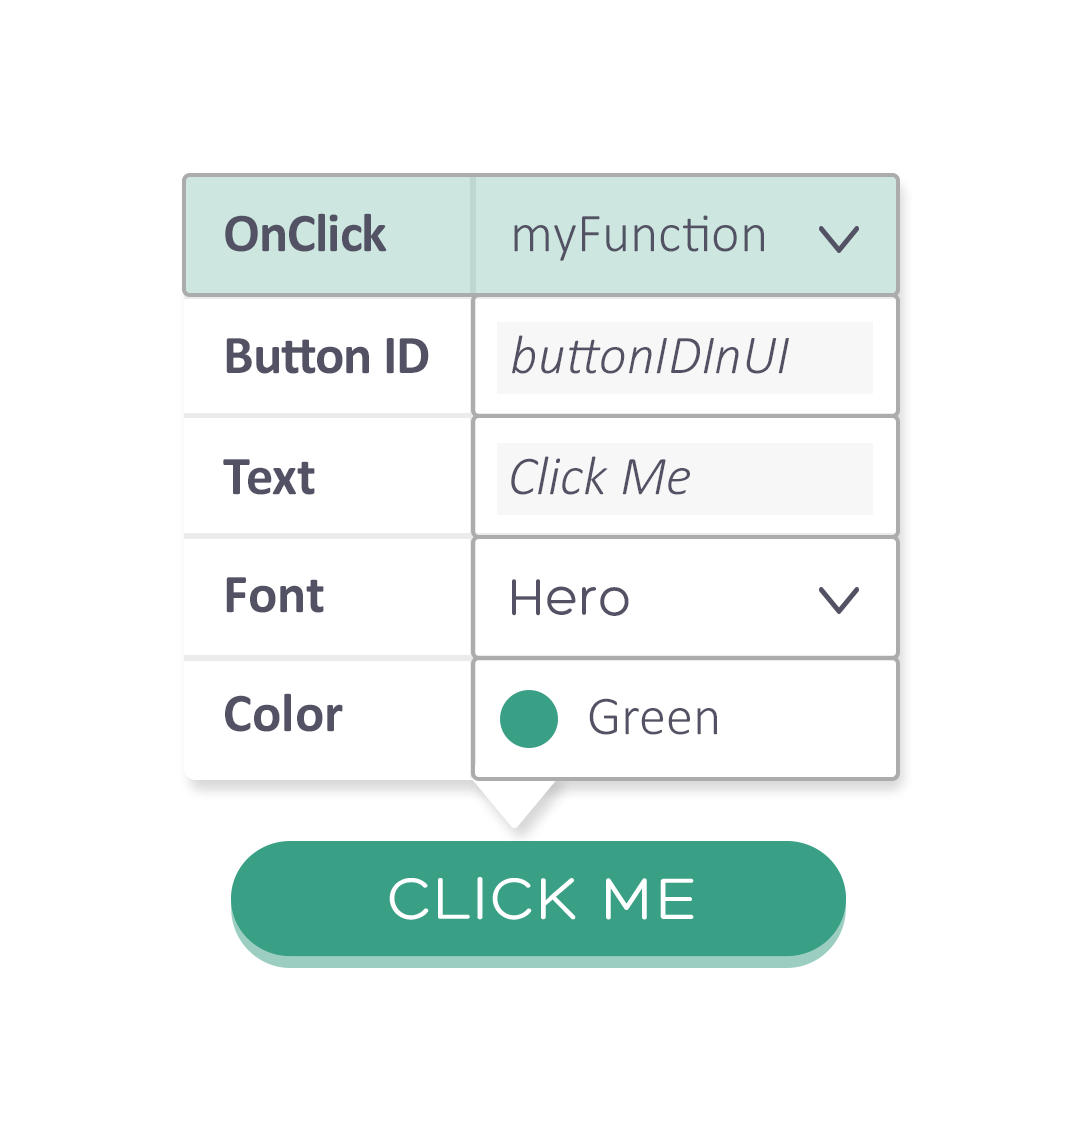 OnClick myFunction
Button ID buttonIDInUI
Text Click Me
Font Hero
Color Green
CLICK ME